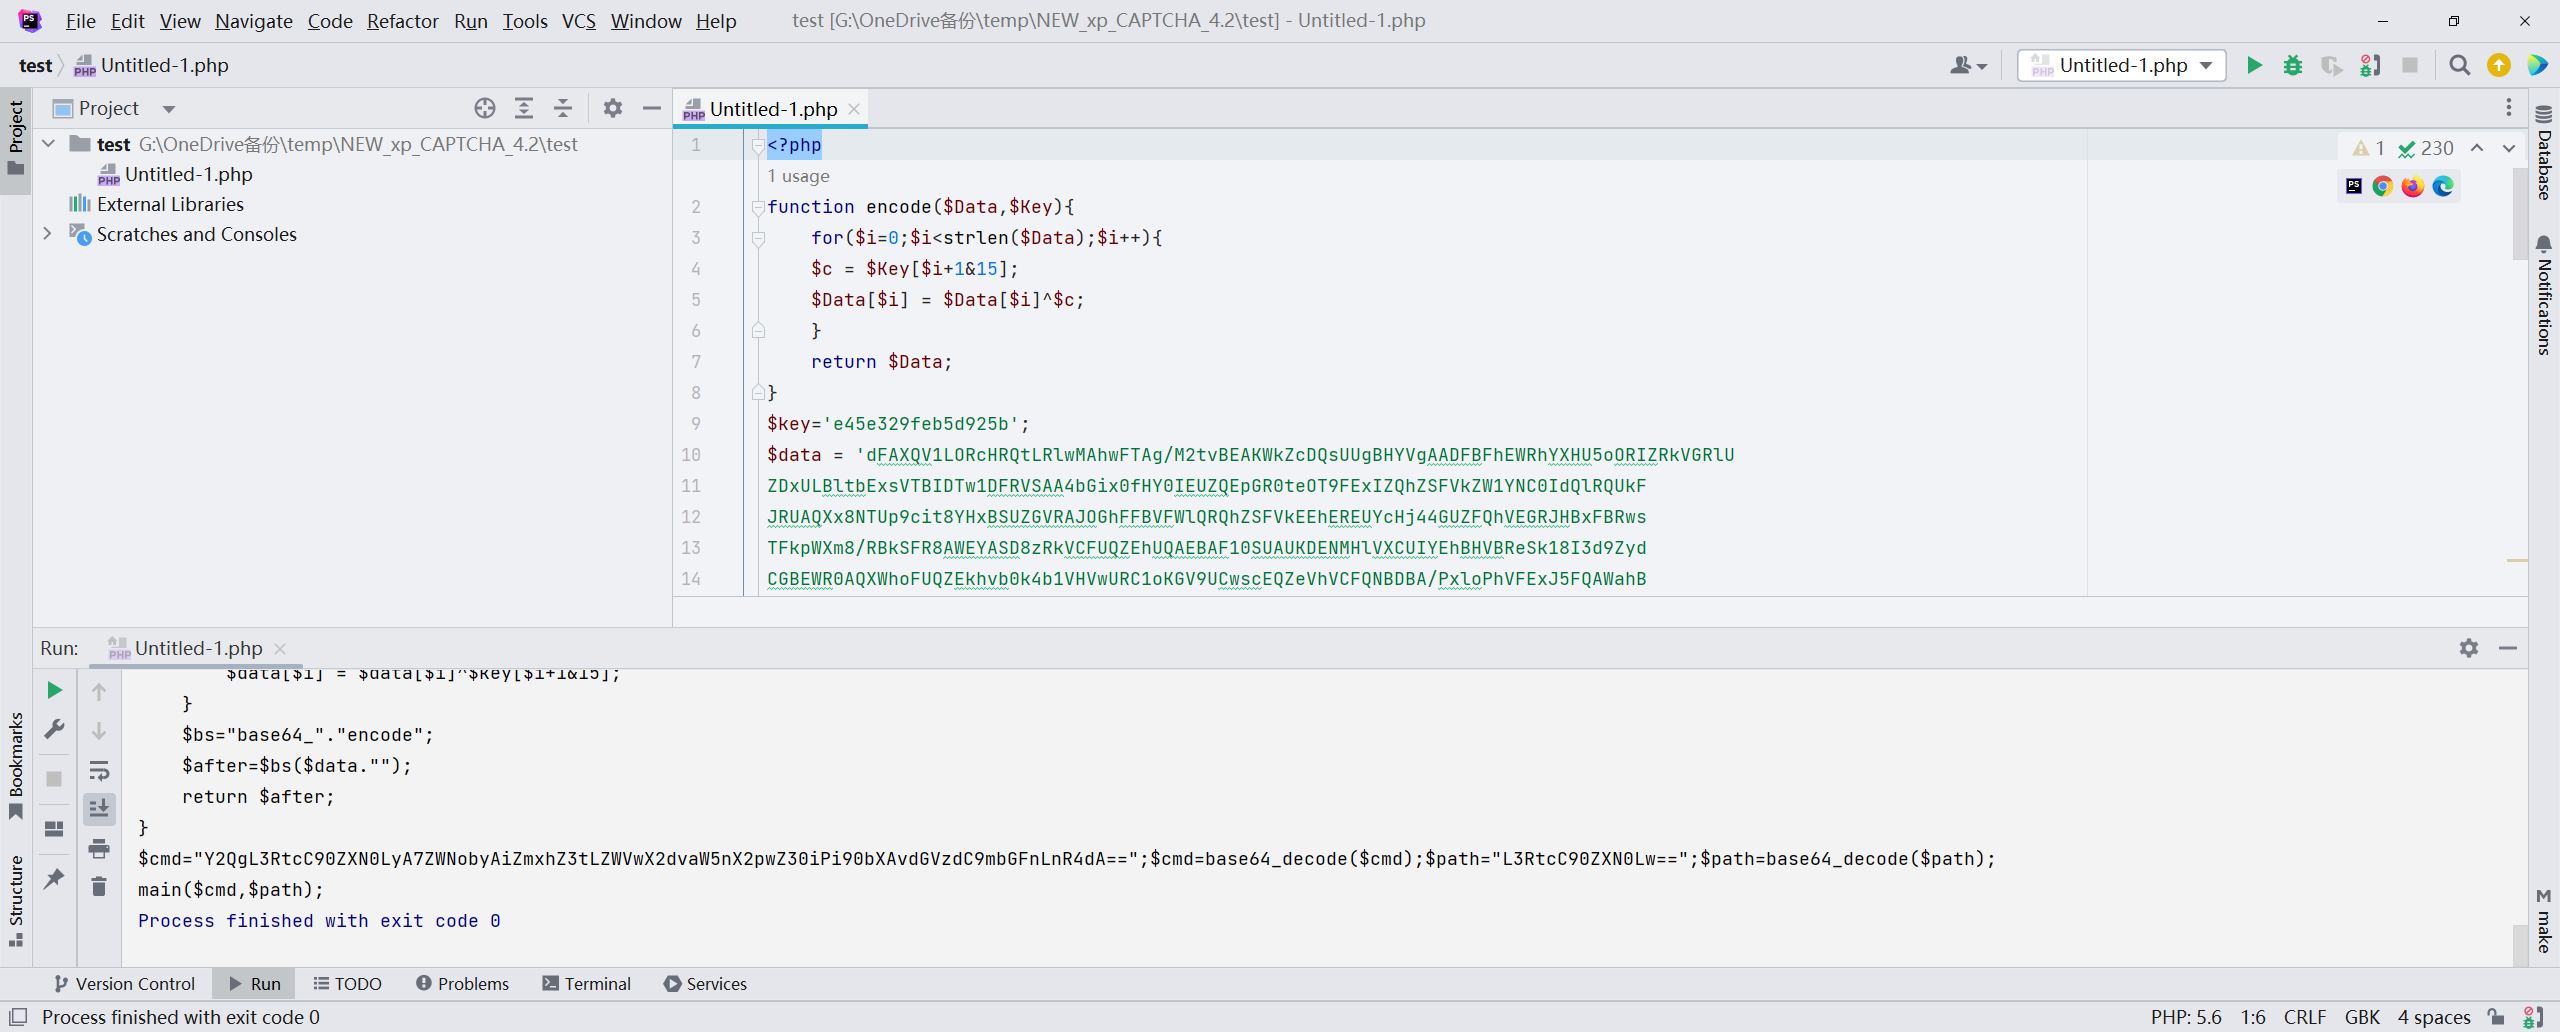 File Edit View Navigate Code Refactor Run Tools VCS Window Help test [G:\OneDrive备份\temp\NEW_xp_CAPTCHA_4.2\test] - Untitled-1.php
test Untitled-1.php
Untitled-1.php
Project
Untitled-1.php
test G:\OneDrive备份\temp\NEW_xp_CAPTCHA_4.2\test
Untitled-1.php
External Libraries
Scratches and Consoles
1 <?php
1 230
1 usage
2 function encode($Data,$Key){
3 for($i=0;$i<strlen($Data);$i++){
4 $c = $Key[$i+1&15];
5 $Data[$i] = $Data[$i]^$c;
6 }
7 return $Data;
8 }
9 $key='e45e329feb5d925b';
10 $data = 'dFAXQV1LORcHRQtLRlwMAhwFTAg/M2tvBEAKWkZcDQsUUgBHYVgAADFBFhEWRhYXHU5oORIZRkVGRlU
11 ZDxULBltbExsVTBIDTw1DFRVSAA4bGix0fHY0IEUZQEpGR0teOT9FExIZQhZSFVkZW1YNC0IdQlRQUkF
12 JRUAQXx8NTUp9cit8YHxBSUZGVRAJOGhFFBVFWlQRQhZSFVkEEhEREUYcHj44GUZFQhVEGRJHBxFBRws
13 TFkpWXm8/RBkSFR8AWEYASD8zRkVCFUQZEhUQAEBAF10SUAUKDENMHlVXCUIYEhBHVBReSk18I3d9Zyd
14 CGBEWR0AQXWhoFUQZEkhvb0k4b1VHVwURC1oKGV9UCwscEQZeVhVCFQNBDBA/PxloPhVFExJ5FQAWahB
Run: Untitled-1.php
$data[$i] = $data[$i]^$key[$i+1&15];
}
$bs="base64_"."encode";
$after=$bs($data."");
return $after;
}
$cmd="Y2QgL3RtcC90ZXN0LyA7ZWNobyAiZmxhZ3tLZWVwX2dvaW5nX2pwZ30iPi90bXAvdGVzdC9mbGFnLnR4dA==";$cmd=base64_decode($cmd);$path="L3RtcC90ZXN0Lw==";$path=base64_decode($path);
main($cmd,$path);
Process finished with exit code 0
Project
Bookmarks
Structure
Database
Notifications
make
Version Control Run TODO Problems Terminal Services
Process finished with exit code 0 PHP: 5.6 1:6 CRLF GBK 4 spaces